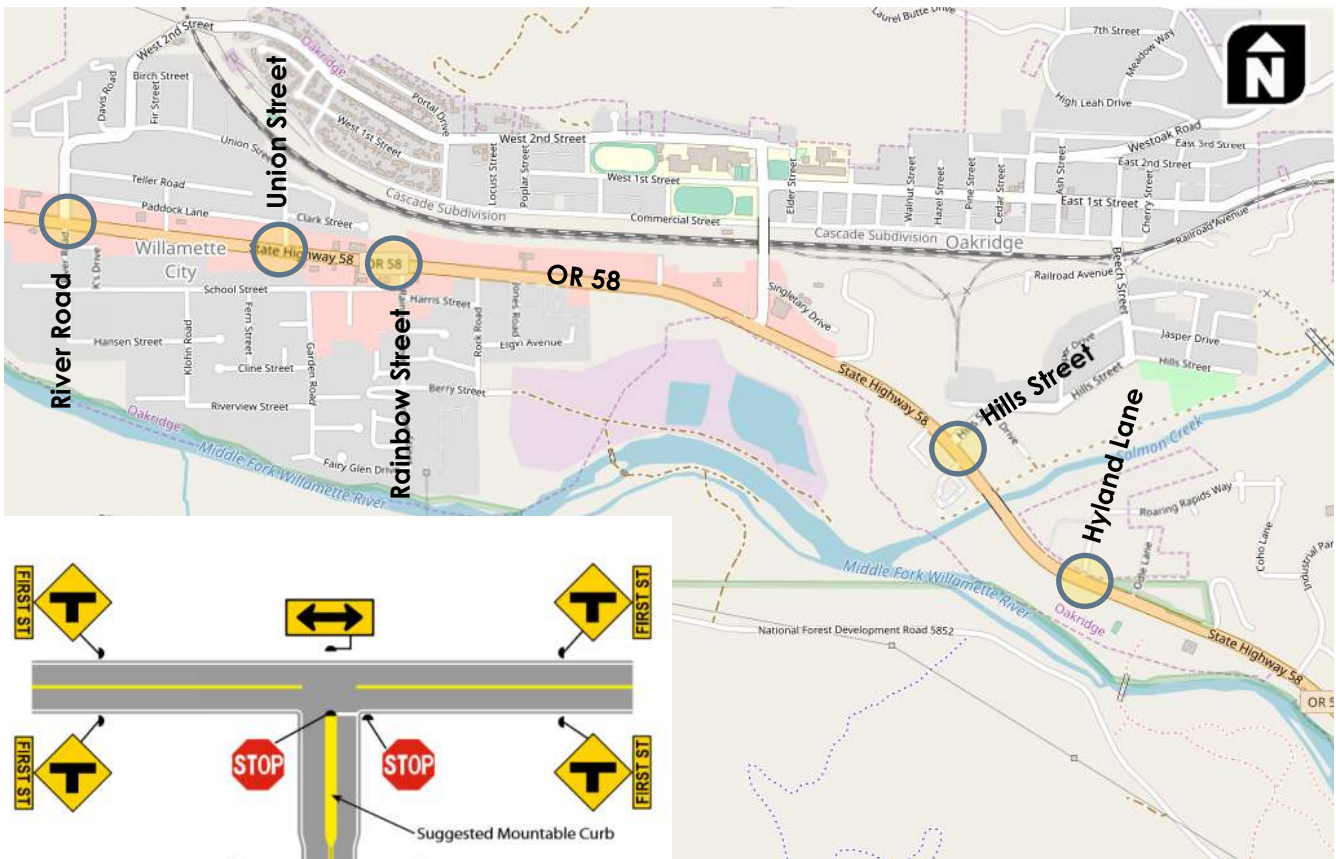 Laurel Butte Drive
7th Street
Meadow Way
High Leah Drive
N
West 2nd Street
Davis Road
Birch Street
Fir Street
Union Street
Oakridge
Portal Drive
West 1st Street
Union Street
Teller Road
Paddock Lane
Clark Street
Locust Street
Poplar Street
West 2nd Street
West 1st Street
Commercial Street
Elder Street
Walnut Street
Hazel Street
Pine Street
Cedar Street
Ash Street
Westoak Road
East 3rd Street
East 2nd Street
East 1st Street
Cherry Street
Cascade Subdivision
Cascade Subdivision
Oakridge
Railroad Avenue
Railroad Avenue
Beech Street
Willamette
City
State Highway 58
OR 58
OR 58
K's Drive
School Street
Harris Street
Jones Road
Rock Road
Fern Street
Hansen Street
Klohn Road
Cline Street
Garden Road
Berry Street
Riverview Street
Fairy Glen Drive
Oakridge
Middle Fork Willamette River
River Road
Rainbow Street
Singletary Drive
Jasper Drive
Hills Street
Hills Street
State Highway 58
Hills Street
Drive
Salmon Creek
Hyland Lane
Roaring Rapids Way
Odie Lane
Coho Lane
Middle Fork Willamette River
Oakridge
State Highway 58
National Forest Development Road 5852
FIRST ST
FIRST ST
FIRST ST
FIRST ST
STOP
STOP
Suggested Mountable Curb